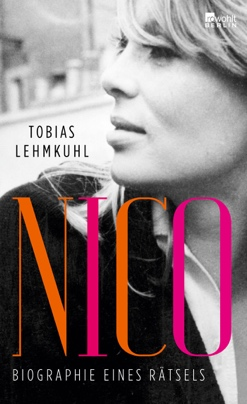 rowohlt
BERLIN
TOBIAS
LEHMKUHL
NICO
BIOGRAPHIE EINES RÄTSELS